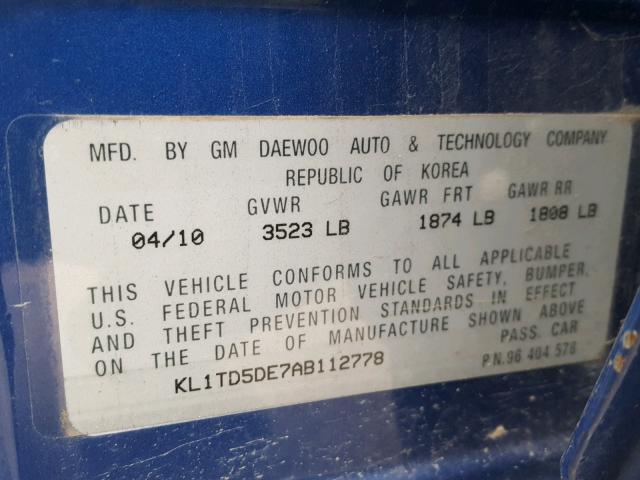 MFD. BY GM DAEWOO AUTO & TECHNOLOGY COMPANY
REPUBLIC OF KOREA
DATE GVWR GAWR FRT GAWR RR
04/10 3523 LB 1874 LB 1808 LB
THIS VEHICLE CONFORMS TO ALL APPLICABLE
U.S. FEDERAL MOTOR VEHICLE SAFETY, BUMPER,
AND THEFT PREVENTION STANDARDS IN EFFECT
ON THE DATE OF MANUFACTURE SHOWN ABOVE
PASS. CAR
KL1TD5DE7AB112778
P.N.96 404 576